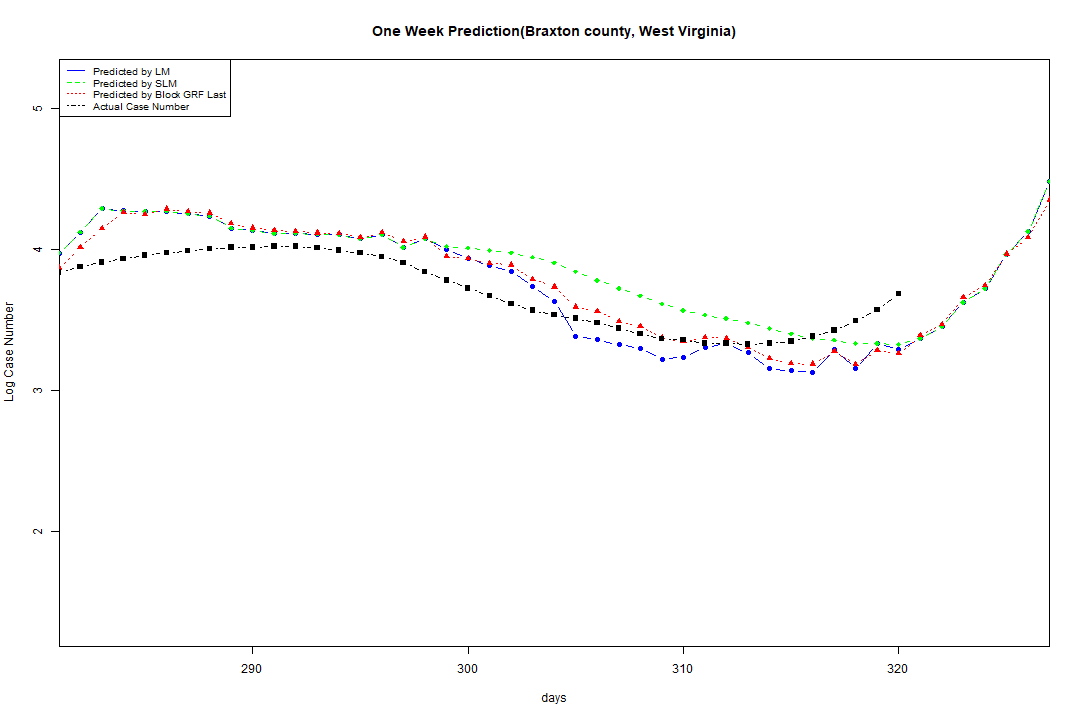 One Week Prediction(Braxton county, West Virginia)
Predicted by LM
Predicted by SLM
Predicted by Block GRF Last
Actual Case Number
5
4
3
2
Log Case Number
290 300 310 320
days